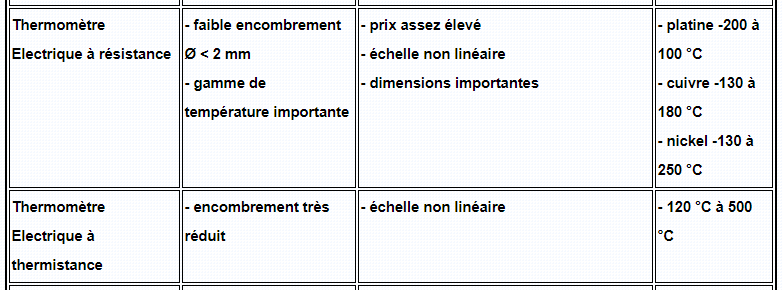 Thermomètre
Electrique à résistance
- faible encombrement
Ø < 2 mm
- gamme de
température importante
- prix assez élevé
- échelle non linéaire
- dimensions importantes
- platine -200 à
100 °C
- cuivre -130 à
180 °C
- nickel -130 à
250 °C
Thermomètre
Electrique à
thermistance
- encombrement très
réduit
- échelle non linéaire
- 120 °C à 500
°C